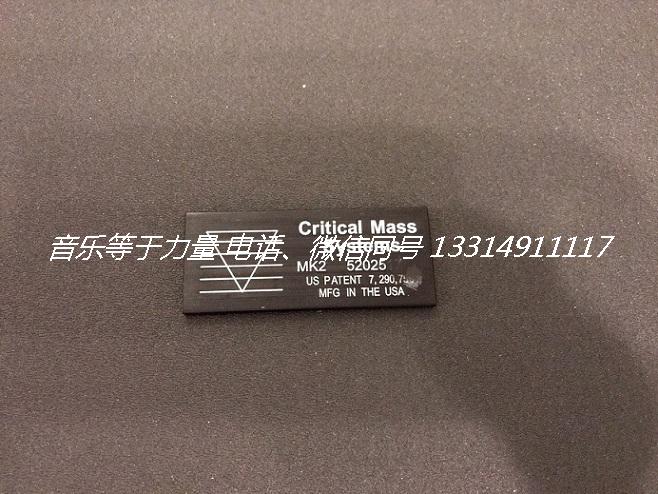 Critical Mass
Systems
音乐等于力量 电话、微信同号 13314911117
MK2 52025
US PATENT 7,290,7
MFG IN THE USA